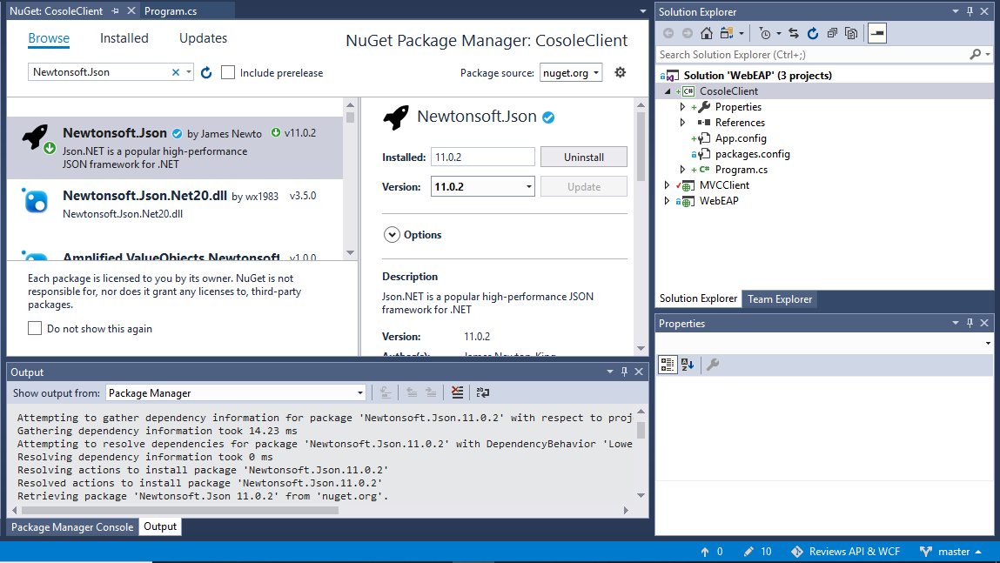 NuGet: CosoleClient
Program.cs
Browse
Installed
Updates
NuGet Package Manager: CosoleClient
Newtonsoft.Json
Include prerelease
Package source:
nuget.org
Newtonsoft.Json by James Newto v11.0.2
Json.NET is a popular high-performance
JSON framework for .NET
Newtonsoft.Json.Net20.dll by wx1983 v3.5.0
Newtonsoft.Json.Net20.dll
Amplified.ValueObjects.Newtonsoft v1.0.0
Each package is licensed to you by its owner. NuGet is not
responsible for, nor does it grant any licenses to, third-party
packages.
Do not show this again
Newtonsoft.Json
Installed: 11.0.2 Uninstall
Version: 11.0.2 Update
Options
Description
Json.NET is a popular high-performance JSON
framework for .NET
Version: 11.0.2
Author(s): James Newton-King
Output
Show output from: Package Manager
Attempting to gather dependency information for package 'Newtonsoft.Json.11.0.2' with respect to proj
Gathering dependency information took 14.23 ms
Attempting to resolve dependencies for package 'Newtonsoft.Json.11.0.2' with DependencyBehavior 'Lowe
Resolving dependency information took 0 ms
Resolving actions to install package 'Newtonsoft.Json.11.0.2'
Resolved actions to install package 'Newtonsoft.Json.11.0.2'
Retrieving package 'Newtonsoft.Json 11.0.2' from 'nuget.org'.
Package Manager Console
Output
Solution Explorer
Search Solution Explorer (Ctrl+;)
Solution 'WebEAP' (3 projects)
C# CosoleClient
Properties
References
App.config
packages.config
C# Program.cs
MVCClient
WebEAP
Solution Explorer
Team Explorer
Properties
0
10
Reviews API & WCF
master